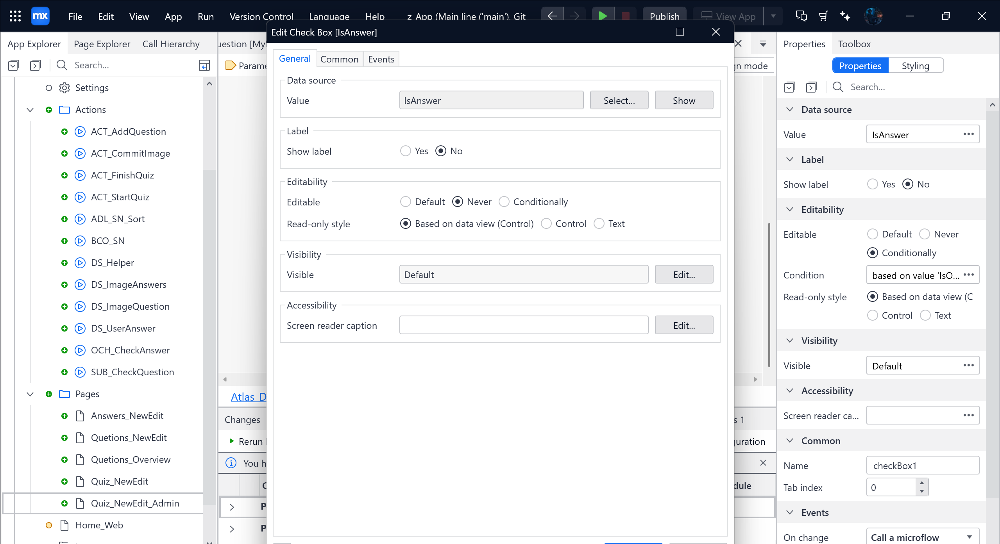 mx File Edit View App Run Version Control Language Help z App (Main line ('main'), Git Publish View App
Edit Check Box [IsAnswer]
App Explorer Page Explorer Call Hierarchy
Search...
Settings
Actions
ACT_AddQuestion
ACT_CommitImage
ACT_FinishQuiz
ACT_StartQuiz
ADL_SN_Sort
BCO_SN
DS_Helper
DS_ImageAnswers
DS_ImageQuestion
DS_UserAnswer
OCH_CheckAnswer
SUB_CheckQuestion
Pages
Answers_NewEdit
Quetions_NewEdit
Quetions_Overview
Quiz_NewEdit
Quiz_NewEdit_Admin
Home_Web
uestion [My
Parame
Atlas_D
Changes
Rerun
You h
General Common Events
Data source
Value IsAnswer Select... Show
Label
Show label Yes No
Editability
Editable Default Never Conditionally
Read-only style Based on data view (Control) Control Text
Visibility
Visible Default Edit...
Accessibility
Screen reader caption Edit...
gn mode
s 1
guration
dule
Properties Toolbox
Properties Styling
Search...
Data source
Value IsAnswer
Label
Show label Yes No
Editability
Editable Default Never
Conditionally
Condition based on value 'IsO...
Read-only style Based on data view (C
Control Text
Visibility
Visible Default
Accessibility
Screen reader ca...
Common
Name checkBox1
Tab index 0
Events
On change Call a microflow